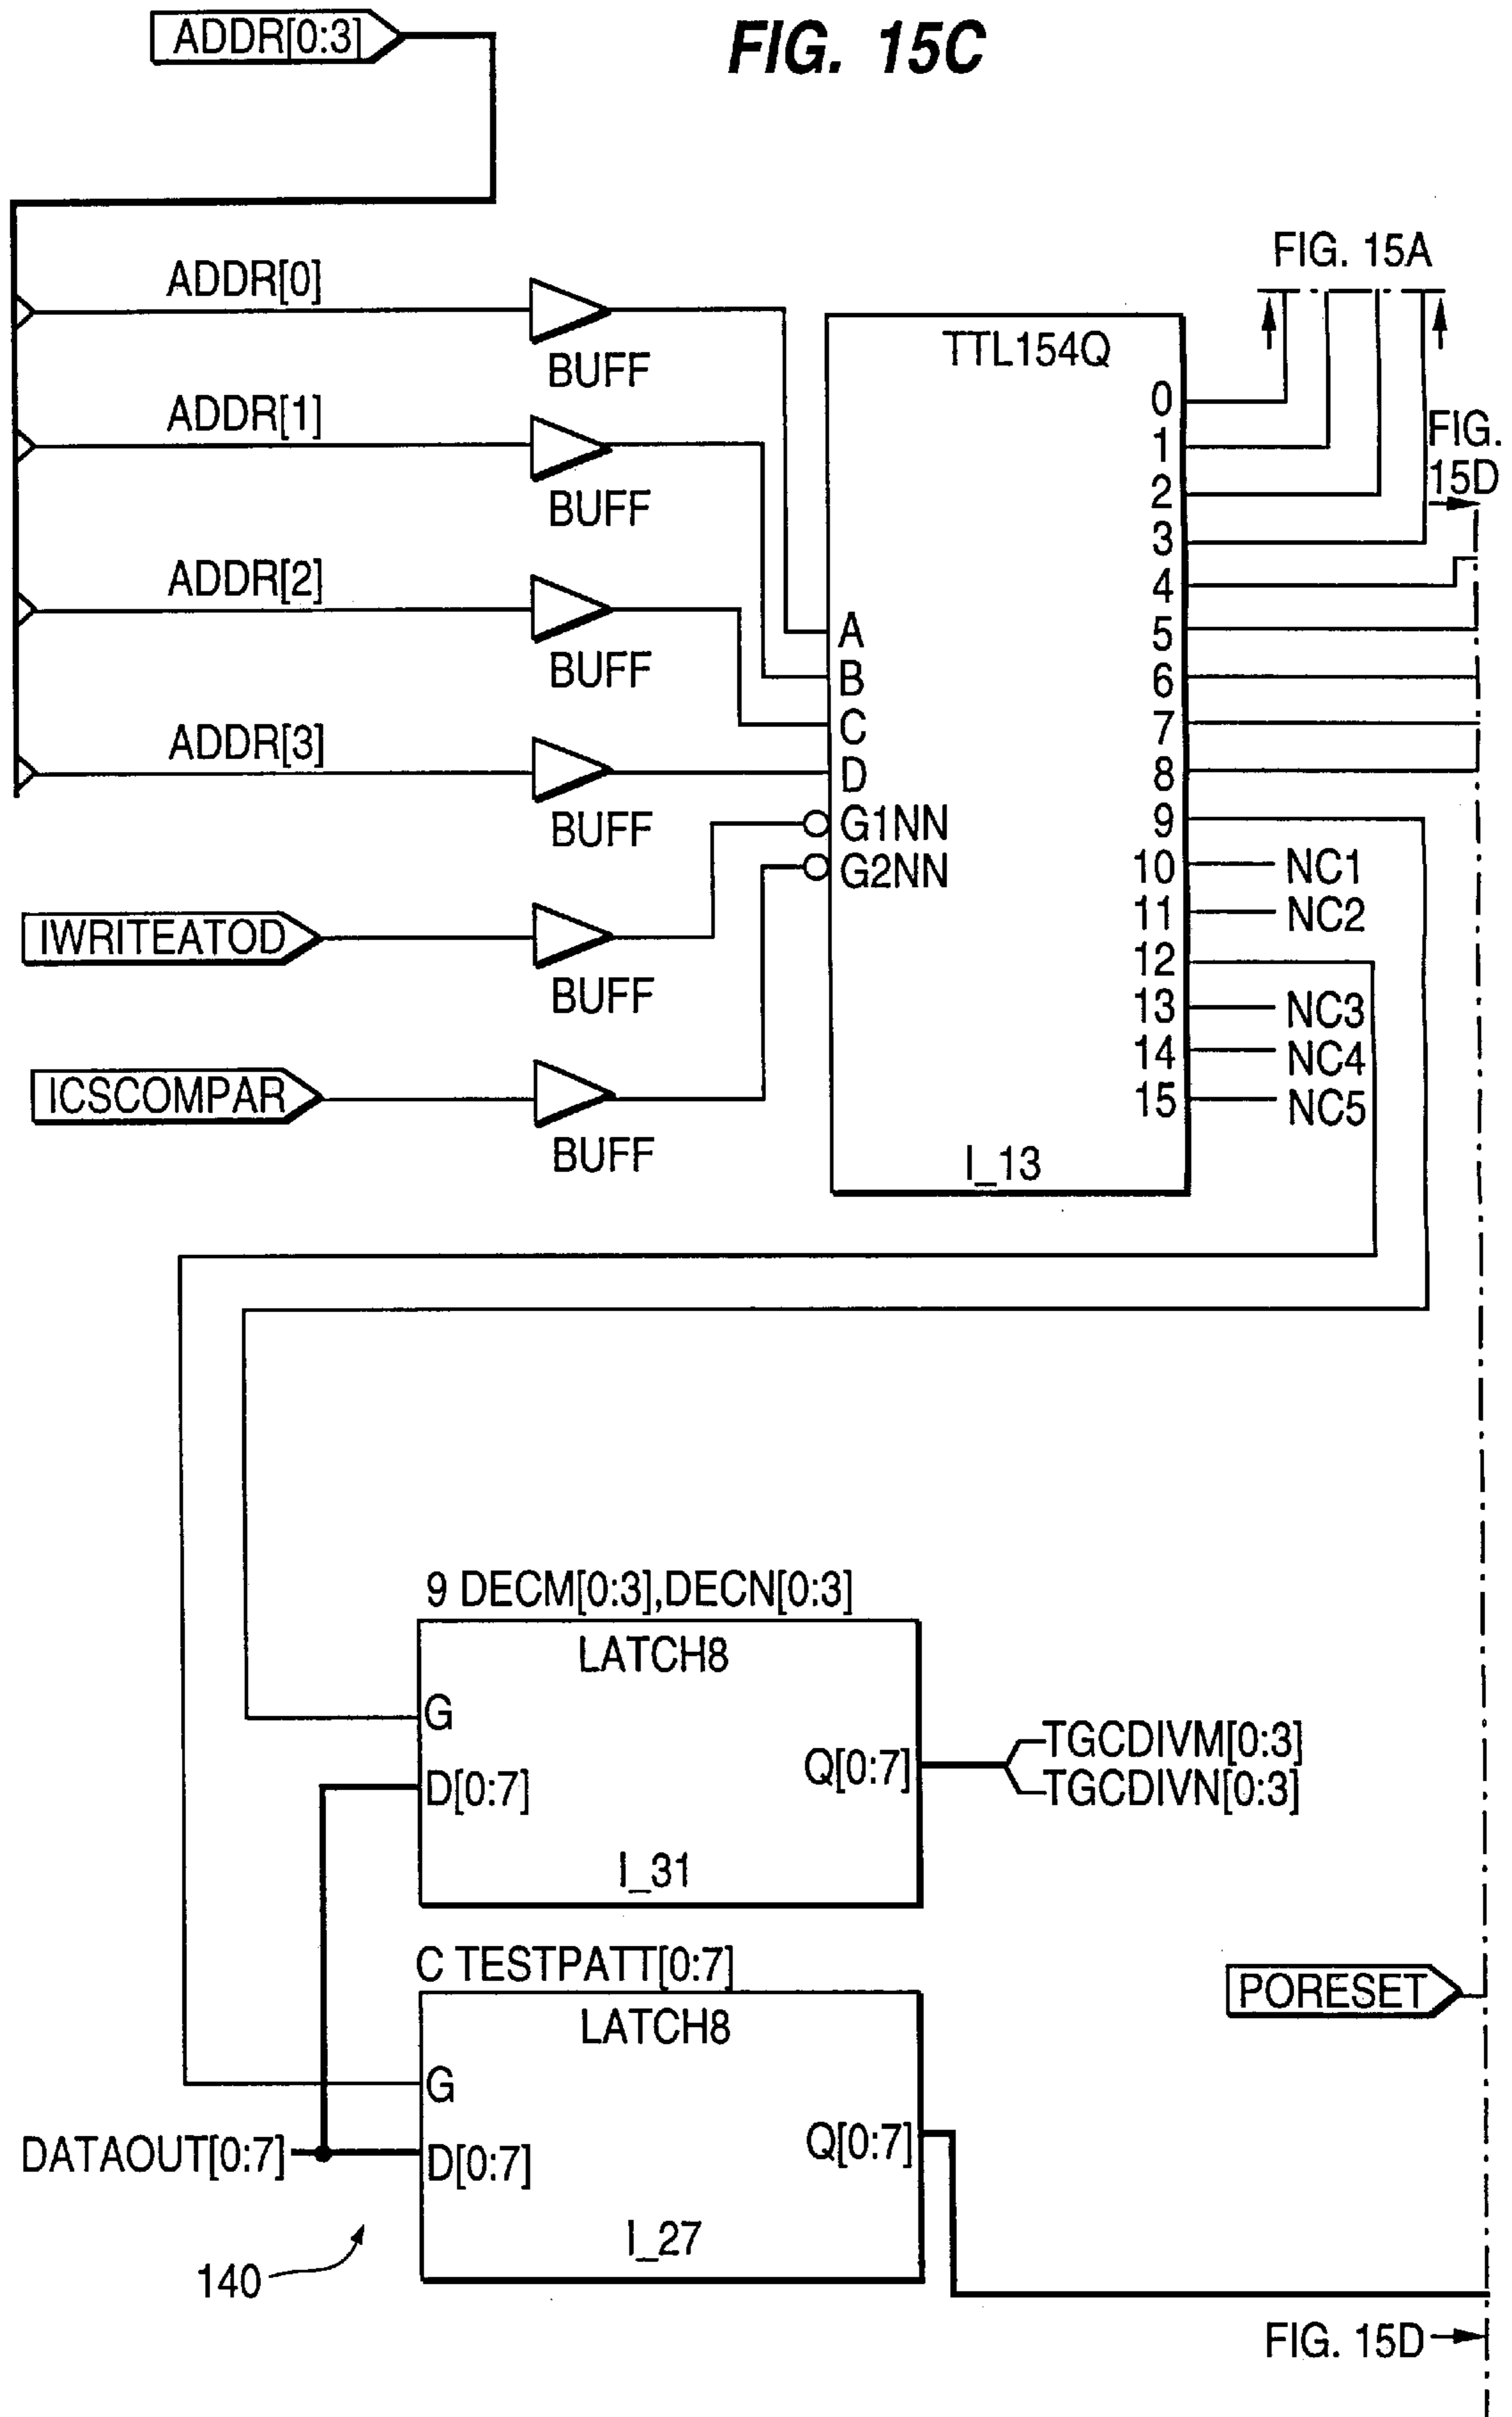 ADDR[0:3]
FIG. 15C
FIG. 15A
ADDR[0]
BUFF
TTL154Q
0
ADDR[1]
1
FIG.
15D
BUFF
2
3
ADDR[2]
4
A
5
BUFF
B
6
C
7
ADDR[3]
D
8
BUFF
G1NN
9
G2NN
10
NC1
11
NC2
IWRITEATOD
12
BUFF
13
NC3
14
NC4
ICSCOMPAR
15
NC5
BUFF
I_13
9 DECM[0:3],DECN[0:3]
LATCH8
G
TGCDIVM[0:3]
Q[0:7]
D[0:7]
TGCDIVN[0:3]
I_31
C TESTPATT[0:7]
PORESET
LATCH8
G
Q[0:7]
DATAOUT[0:7]
D[0:7]
I_27
140
FIG. 15D